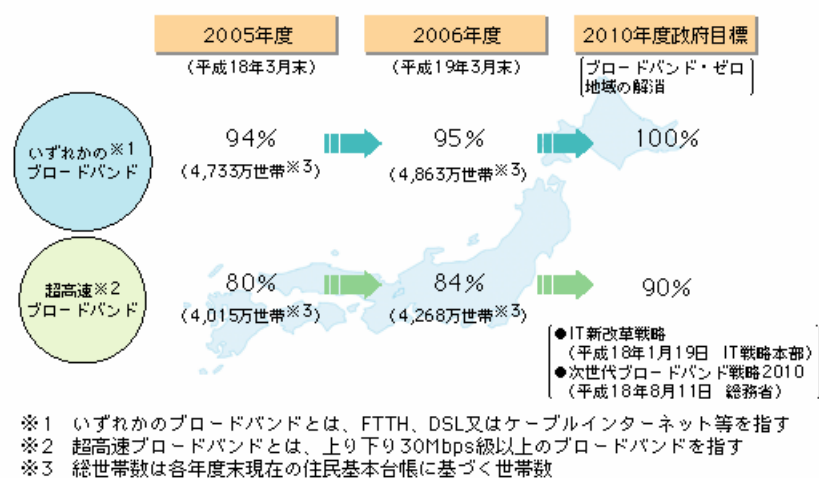 2005年度 2006年度 2010年度政府目標
(平成18年3月末) (平成19年3月末) ブロードバンド・ゼロ
地域の解消
いずれかの※1
ブロードバンド
94% 95% 100%
(4,733万世帯※3) (4,863万世帯※3)
超高速※2
ブロードバンド
80% 84% 90%
(4,015万世帯※3) (4,268万世帯※3)
●IT新改革戦略
(平成18年1月19日 IT戦略本部)
●次世代ブロードバンド戦略2010
(平成18年8月11日 総務省)
※1 いずれかのブロードバンドとは、FTTH、DSL又はケーブルインターネット等を指す
※2 超高速ブロードバンドとは、上り下り30Mbps級以上のブロードバンドを指す
※3 総世帯数は各年度末現在の住民基本台帳に基づく世帯数